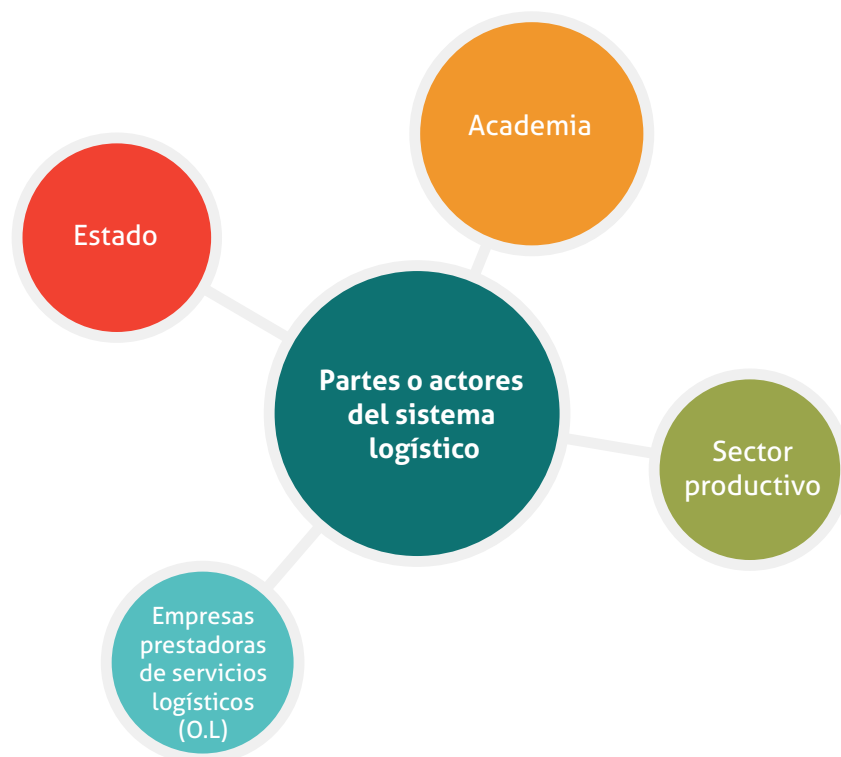 Academia
Estado
Partes o actores
del sistema
logístico
Sector
productivo
Empresas
prestadoras
de servicios
logísticos
(O.L)